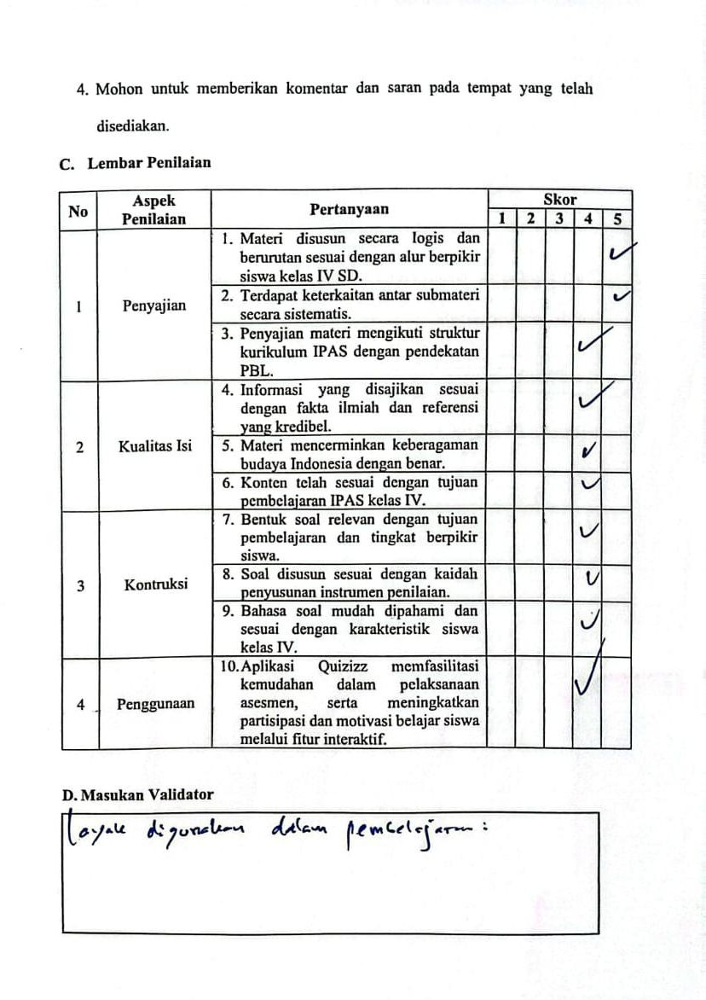 4. Mohon untuk memberikan komentar dan saran pada tempat yang telah
disediakan.
C. Lembar Penilaian
No
Aspek
Penilaian
Pertanyaan
Skor
1 2 3 4 5
1
Penyajian
1. Materi disusun secara logis dan
berurutan sesuai dengan alur berpikir
siswa kelas IV SD.
✓
2. Terdapat keterkaitan antar submateri
secara sistematis.
✓
3. Penyajian materi mengikuti struktur
kurikulum IPAS dengan pendekatan
PBL.
✓
2
Kualitas Isi
4. Informasi yang disajikan sesuai
dengan fakta ilmiah dan referensi
yang kredibel.
✓
5. Materi mencerminkan keberagaman
budaya Indonesia dengan benar.
✓
6. Konten telah sesuai dengan tujuan
pembelajaran IPAS kelas IV.
✓
3
Kontruksi
7. Bentuk soal relevan dengan tujuan
pembelajaran dan tingkat berpikir
siswa.
✓
8. Soal disusun sesuai dengan kaidah
penyusunan instrumen penilaian.
✓
9. Bahasa soal mudah dipahami dan
sesuai dengan karakteristik siswa
kelas IV.
✓
4
Penggunaan
10. Aplikasi Quizizz memfasilitasi
kemudahan dalam pelaksanaan
asesmen, serta meningkatkan
partisipasi dan motivasi belajar siswa
melalui fitur interaktif.
✓
D. Masukan Validator
Layak digunakan dalam pembelajaran :